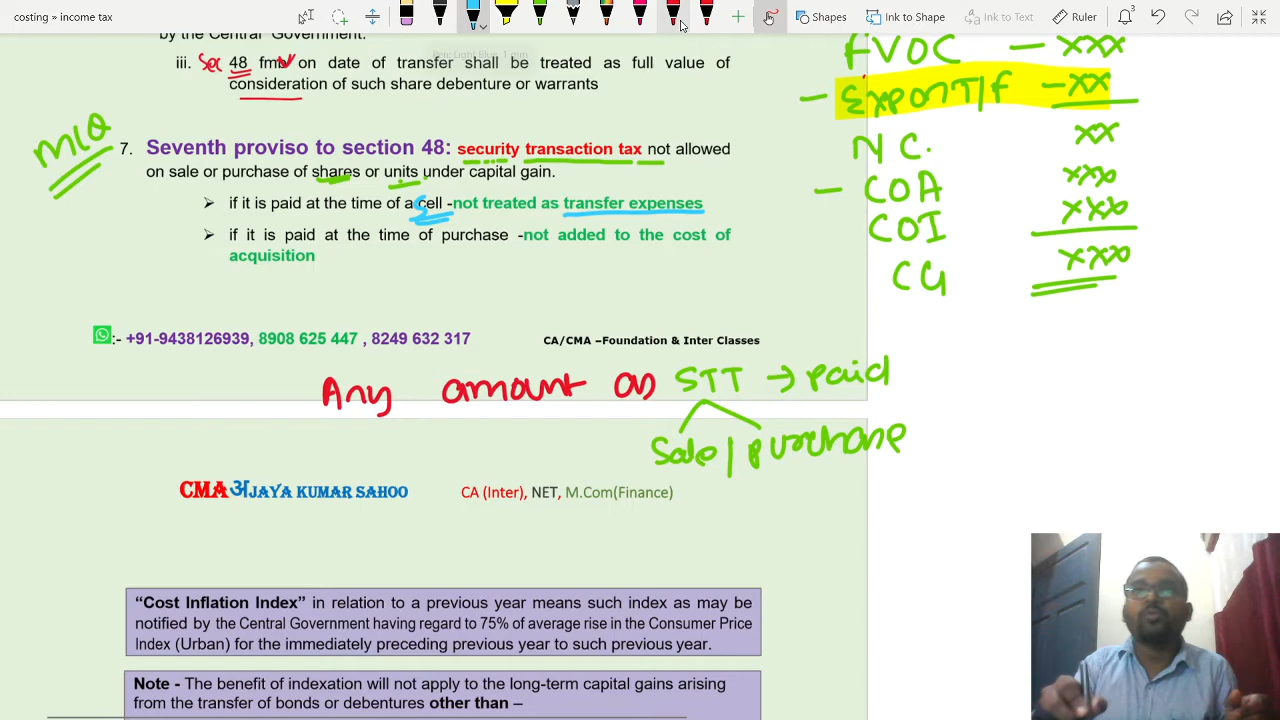 costing » income tax
Shapes
Ink to Shape
Ink to Text
Ruler
by the Central Government.
Pen: Light Blue, 1 mm
iii. Sec 48 fmv on date of transfer shall be treated as full value of
consideration of such share debenture or warrants
MCQ
7. Seventh proviso to section 48: security transaction tax not allowed
on sale or purchase of shares or units under capital gain.
➢ if it is paid at the time of a cell -not treated as transfer expenses
➢ if it is paid at the time of purchase -not added to the cost of
acquisition
FVOC – xxx
– Exp on T/f – xx
N C. xx
– COA xxx
COI xxx
CG xxx
:- +91-9438126939, 8908 625 447 , 8249 632 317
CA/CMA –Foundation & Inter Classes
Any amount as STT → paid
Sale | purchase
CMA अJAYA KUMAR SAHOO
CA (Inter), NET, M.Com(Finance)
“Cost Inflation Index” in relation to a previous year means such index as may be
notified by the Central Government having regard to 75% of average rise in the Consumer Price
Index (Urban) for the immediately preceding previous year to such previous year.
Note - The benefit of indexation will not apply to the long-term capital gains arising
from the transfer of bonds or debentures other than –